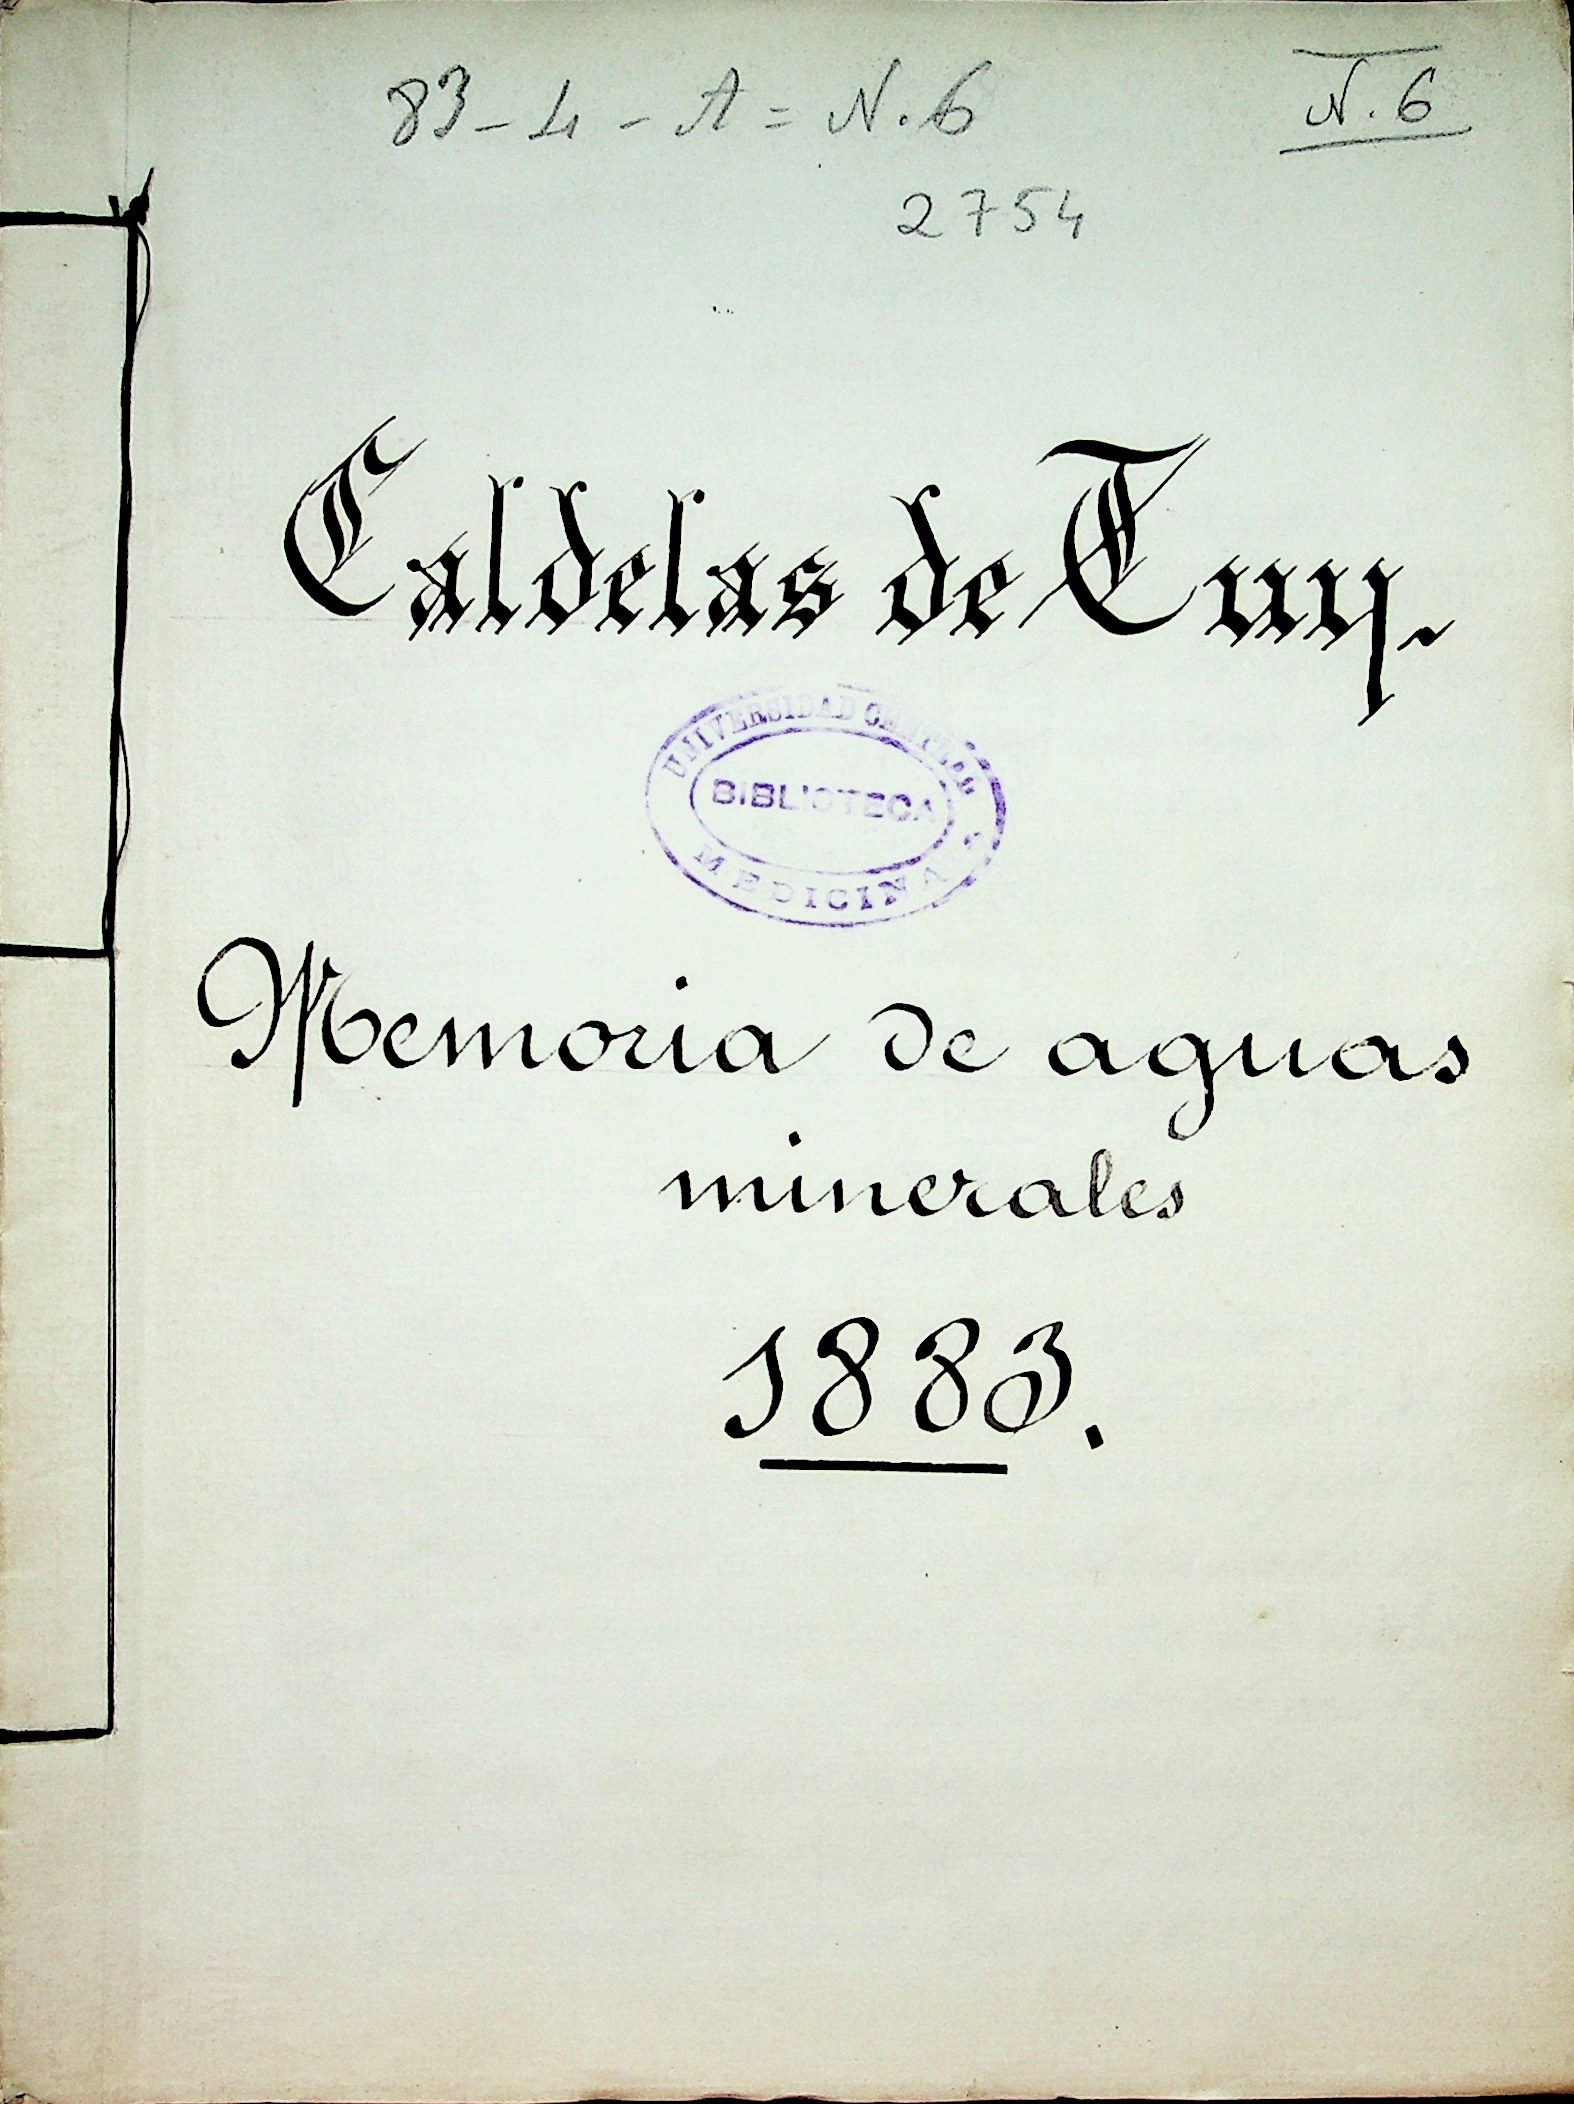 83-4-A=N.6
N.6
2754
Caldelas de Tuy.
UNIVERSIDAD CENTRAL
BIBLIOTECA
MEDICINA
Memoria de aguas
minerales
1883.